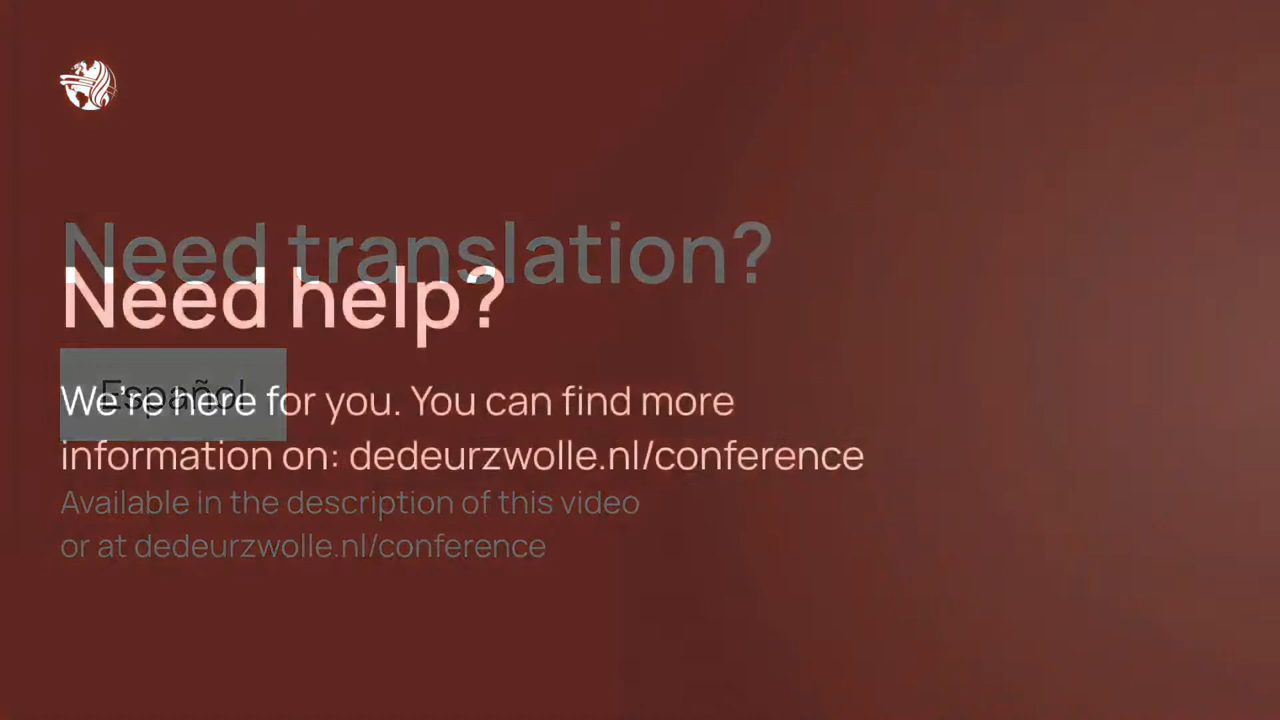 Need translation?
Need help?
Español
We're here for you. You can find more
information on: dedeurzwolle.nl/conference
Available in the description of this video
or at dedeurzwolle.nl/conference